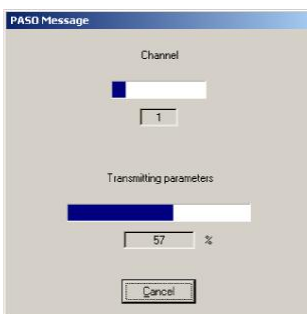 PASO Message
Channel
1
Transmitting parameters
57 %
Cancel